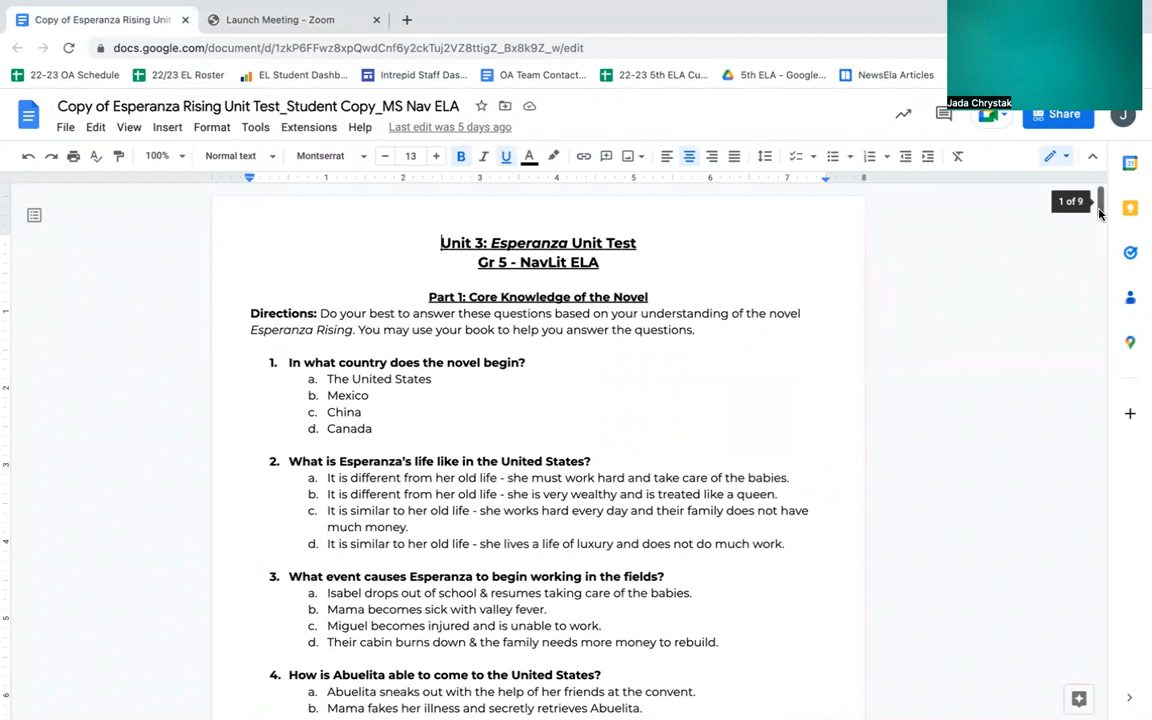 Copy of Esperanza Rising Unit
Launch Meeting - Zoom
docs.google.com/document/d/1zkP6FFwz8xpQwdCnf6y2ckTuj2VZ8ttigZ_Bx8k9Z_w/edit
22-23 OA Schedule
22/23 EL Roster
EL Student Dashb...
Intrepid Staff Das...
OA Team Contact...
22-23 5th ELA Cu...
5th ELA - Google...
NewsEla Articles
Jada Chrystak
Copy of Esperanza Rising Unit Test_Student Copy_MS Nav ELA
Share
J
File Edit View Insert Format Tools Extensions Help Last edit was 5 days ago
100% Normal text Montserrat - 13 + B I U A
1 2 3 4 5 6 7 8
1 of 9
Unit 3: Esperanza Unit Test
Gr 5 - NavLit ELA
Part 1: Core Knowledge of the Novel
Directions: Do your best to answer these questions based on your understanding of the novel
Esperanza Rising. You may use your book to help you answer the questions.
1. In what country does the novel begin?
a. The United States
b. Mexico
c. China
d. Canada
2. What is Esperanza's life like in the United States?
a. It is different from her old life - she must work hard and take care of the babies.
b. It is different from her old life - she is very wealthy and is treated like a queen.
c. It is similar to her old life - she works hard every day and their family does not have
much money.
d. It is similar to her old life - she lives a life of luxury and does not do much work.
3. What event causes Esperanza to begin working in the fields?
a. Isabel drops out of school & resumes taking care of the babies.
b. Mama becomes sick with valley fever.
c. Miguel becomes injured and is unable to work.
d. Their cabin burns down & the family needs more money to rebuild.
4. How is Abuelita able to come to the United States?
a. Abuelita sneaks out with the help of her friends at the convent.
b. Mama fakes her illness and secretly retrieves Abuelita.